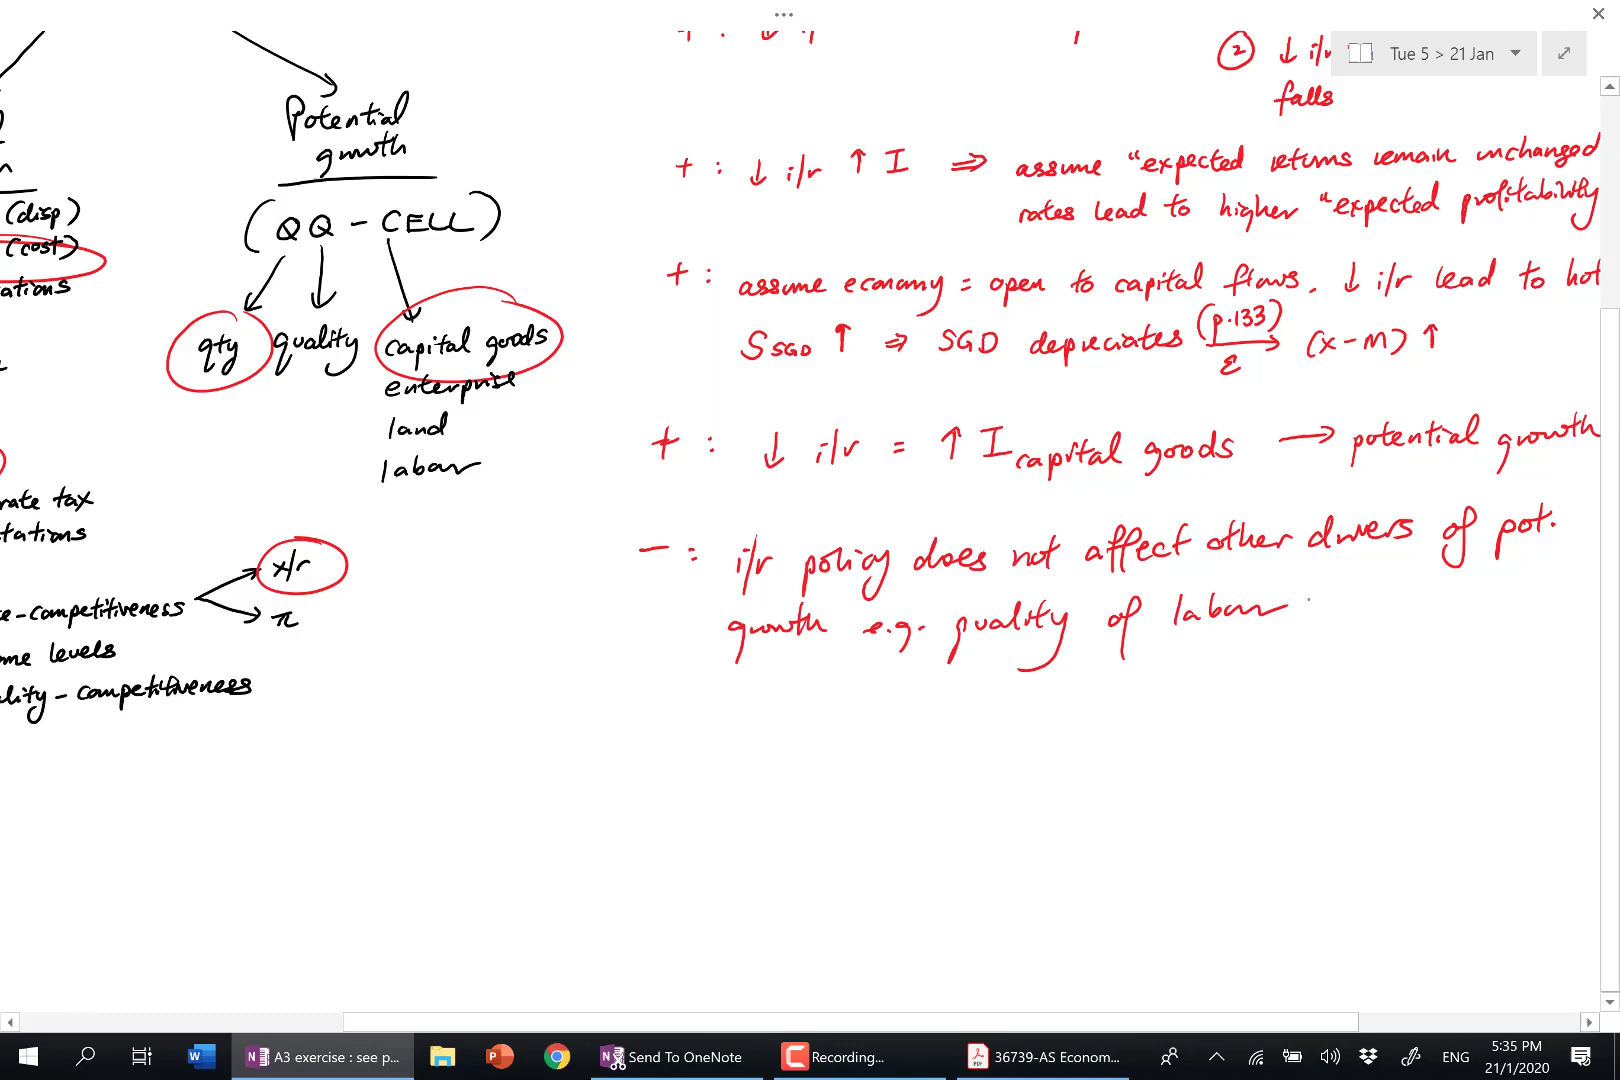 Tue 5 > 21 Jan
② ↓ i/r
falls
Potential
growth
(QQ - CELL)
qty quality capital goods
enterprise
land
labour
(disp)
(cost)
ations
rate tax
tations
x/r
e-competitiveness
π
me levels
ality - competitiveness
+ : ↓ i/r ↑ I ⇒ assume "expected returns remain unchanged
rates lead to higher "expected profitability
+ : assume economy = open to capital flows. ↓ i/r lead to hot
S SGD ↑ ⇒ SGD depreciates (p.133) → (x-m) ↑
ε
+ : ↓ i/r = ↑ I capital goods → potential growth
- : i/r policy does not affect other drivers of pot.
growth e.g. quality of labour
A3 exercise : see p...
Send To OneNote
Recording...
36739-AS Econom...
ENG
5:35 PM
21/1/2020